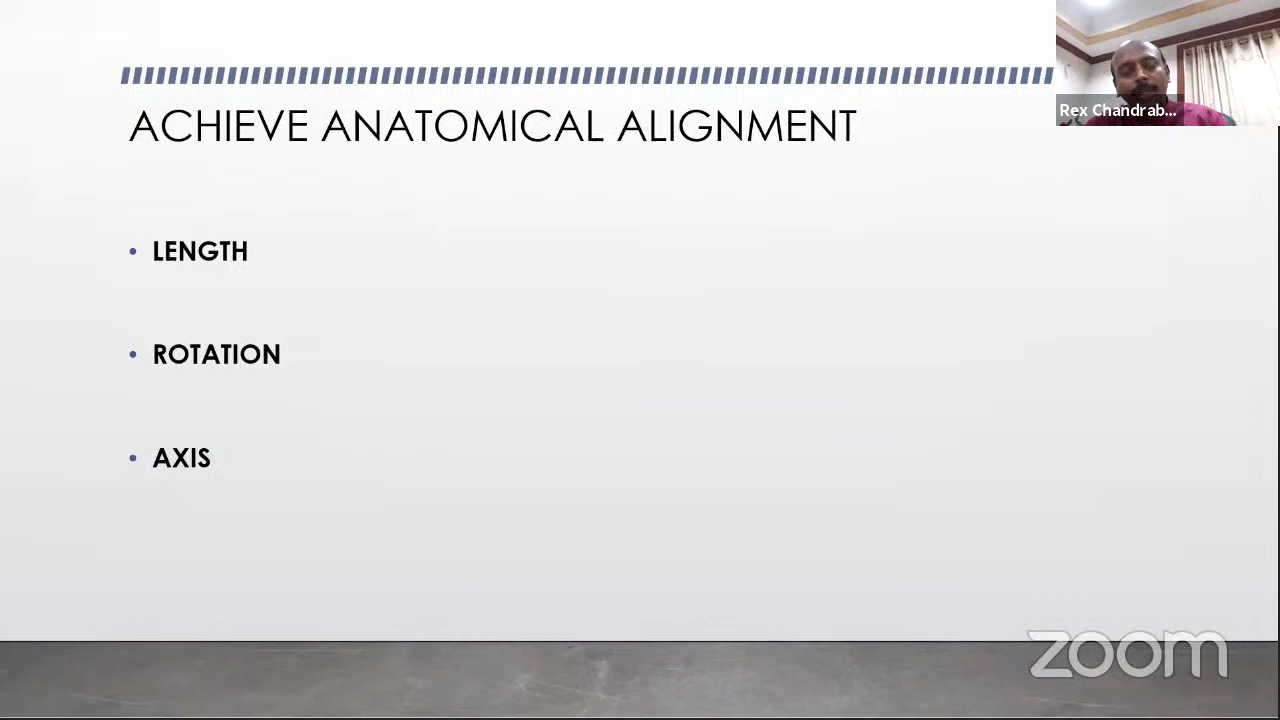 ACHIEVE ANATOMICAL ALIGNMENT
Rex Chandrab...
• LENGTH
• ROTATION
• AXIS
zoom